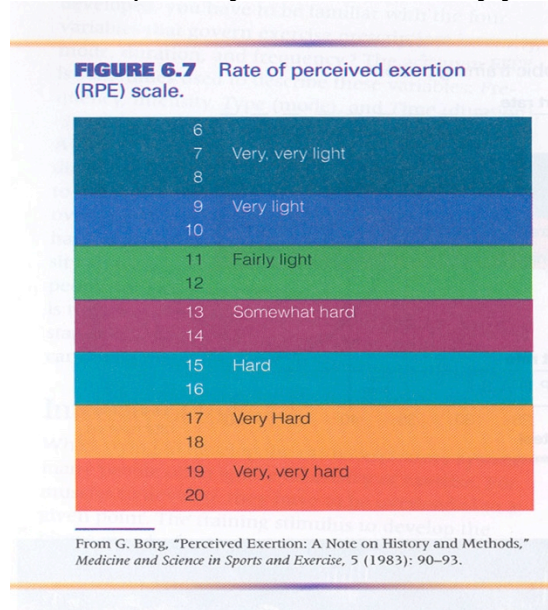 FIGURE 6.7 Rate of perceived exertion
(RPE) scale.
6
7 Very, very light
8
9 Very light
10
11 Fairly light
12
13 Somewhat hard
14
15 Hard
16
17 Very Hard
18
19 Very, very hard
20
From G. Borg, "Perceived Exertion: A Note on History and Methods,"
Medicine and Science in Sports and Exercise, 5 (1983): 90–93.